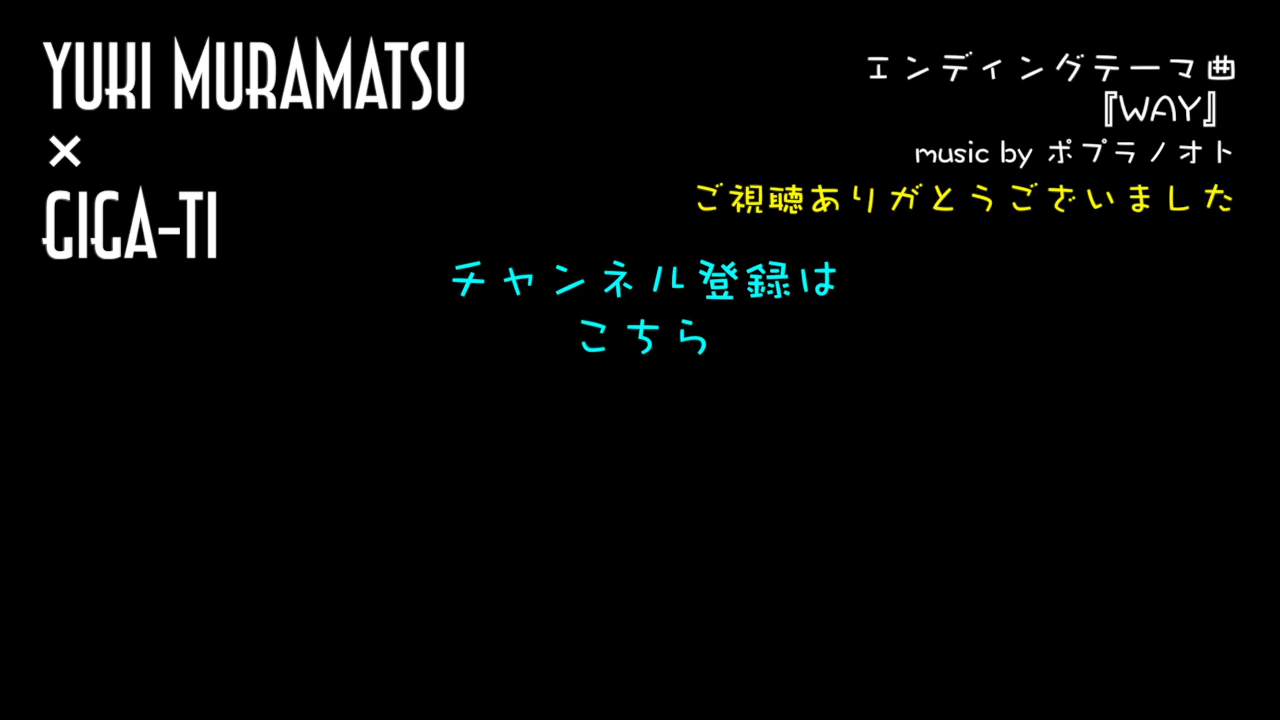 YUKI MURAMATSU
×
GIGA-TI
エンディングテーマ曲
『WAY』
music by ポプラノオト
ご視聴ありがとうございました
チャンネル登録は
こちら